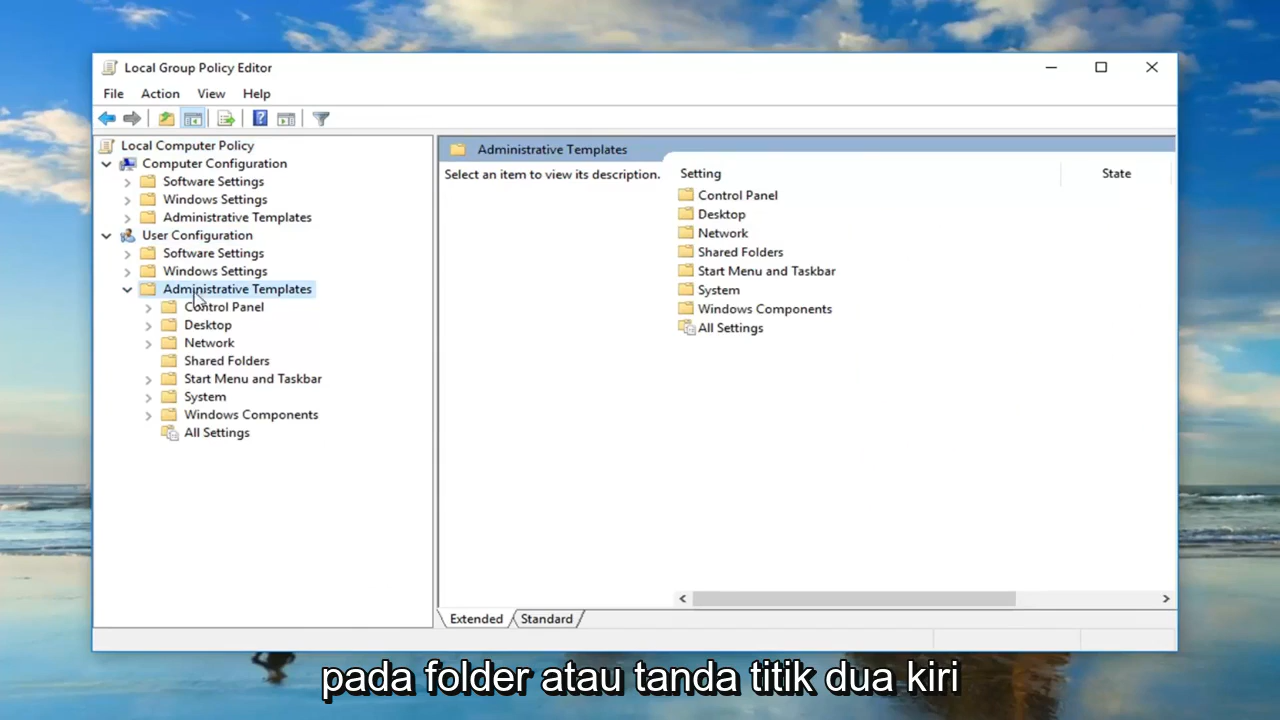 Local Group Policy Editor
File Action View Help
Local Computer Policy
Computer Configuration
Software Settings
Windows Settings
Administrative Templates
User Configuration
Software Settings
Windows Settings
Administrative Templates
Control Panel
Desktop
Network
Shared Folders
Start Menu and Taskbar
System
Windows Components
All Settings
Administrative Templates
Select an item to view its description.
Setting State
Control Panel
Desktop
Network
Shared Folders
Start Menu and Taskbar
System
Windows Components
All Settings
Extended Standard
pada folder atau tanda titik dua kiri